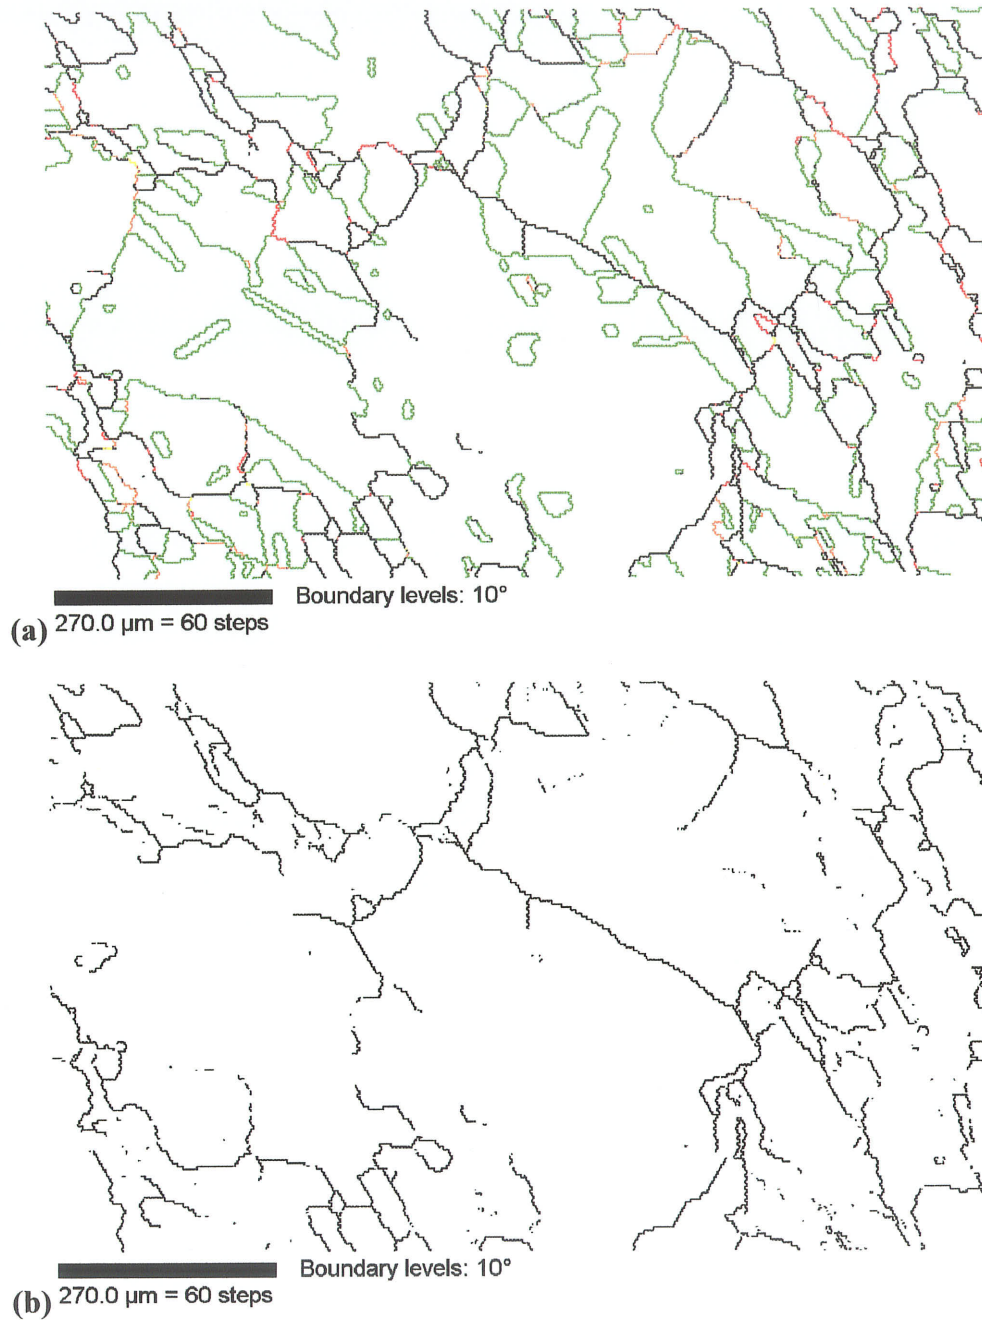 Boundary levels: 10°
(a) 270.0 µm = 60 steps
Boundary levels: 10°
(b) 270.0 µm = 60 steps